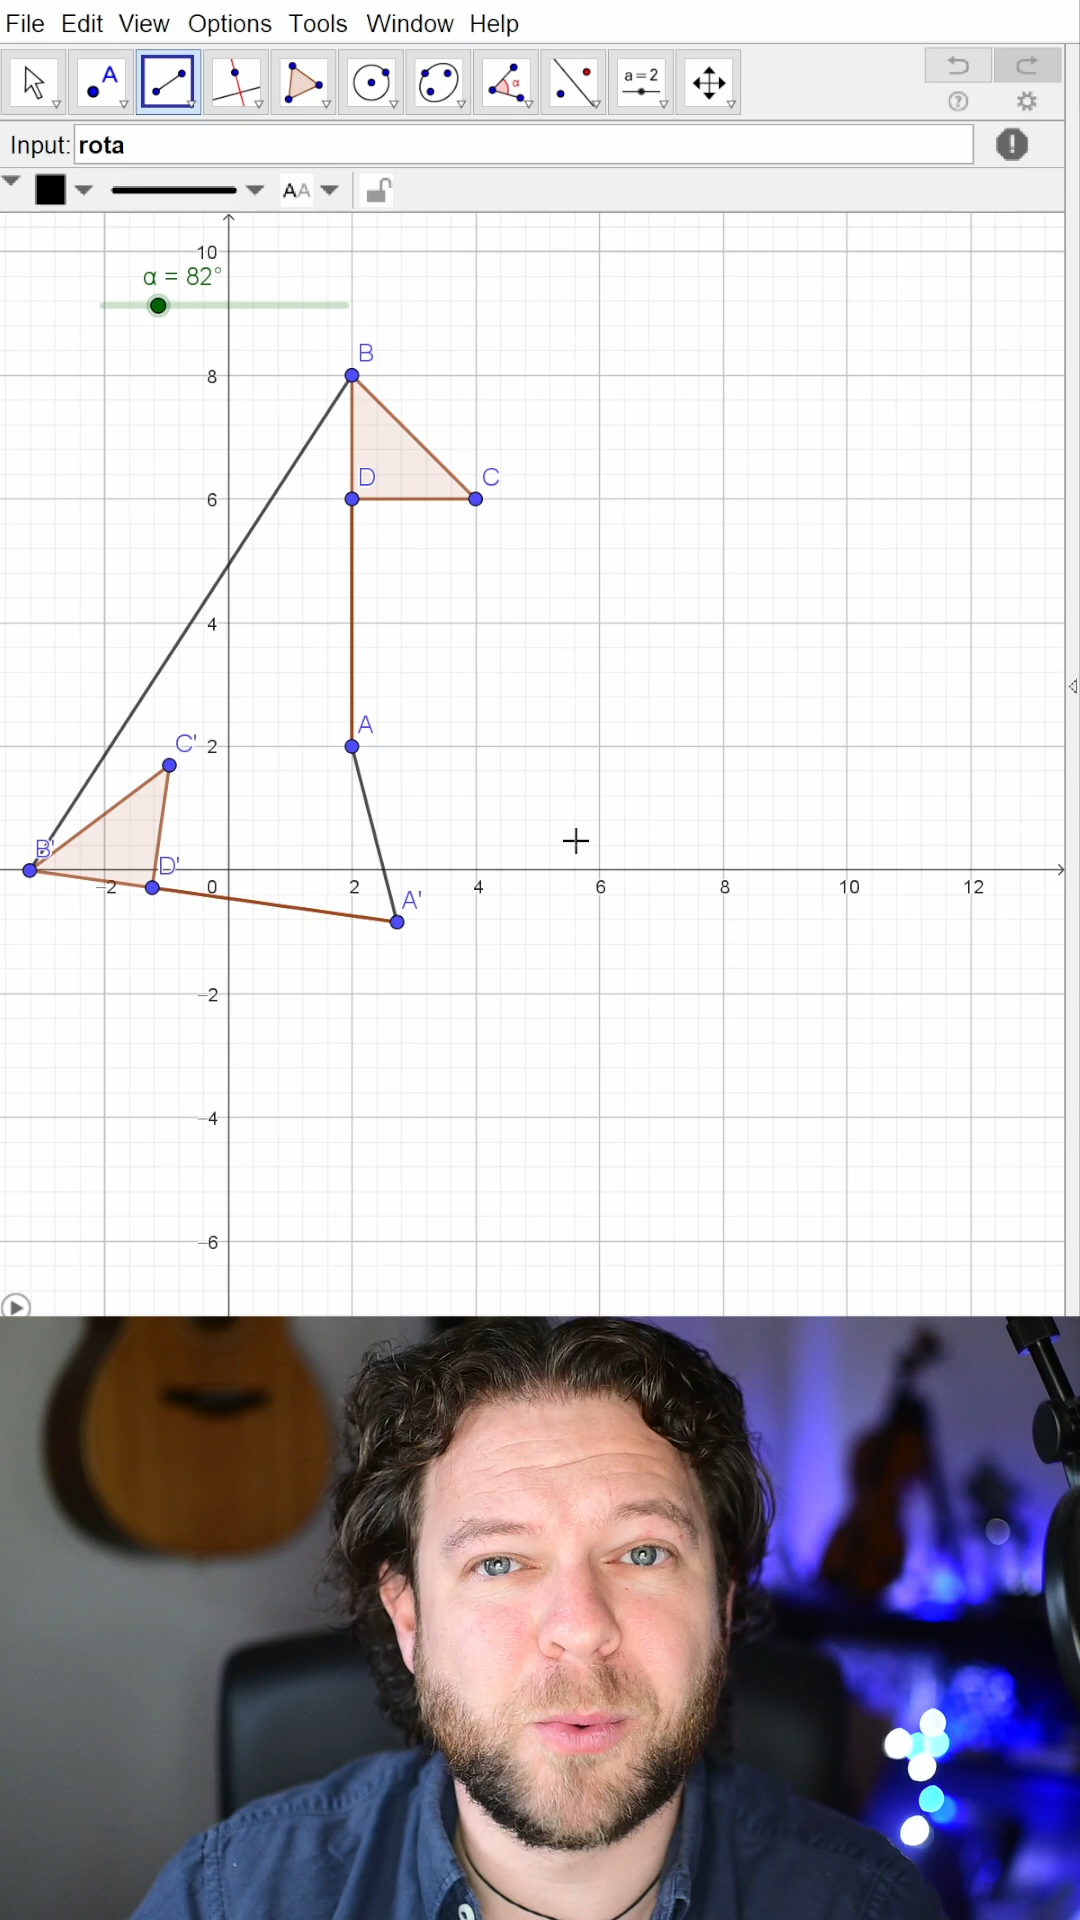 File Edit View Options Tools Window Help
A α a=2
Input: rota
AA
10
α = 82°
B
8
D C
6
4
A
C' 2
B' D'
-2 0 2 4 6 8 10 12
A'
-2
-4
-6